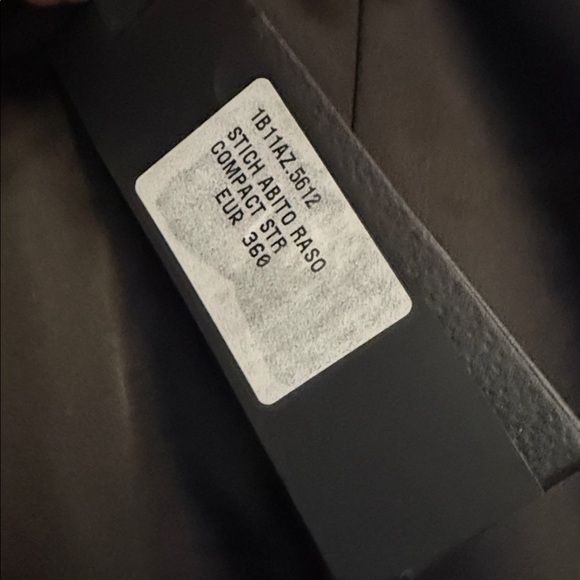 1B11AZ.5612
STICH ABITO RASO
COMPACT STR
EUR 360